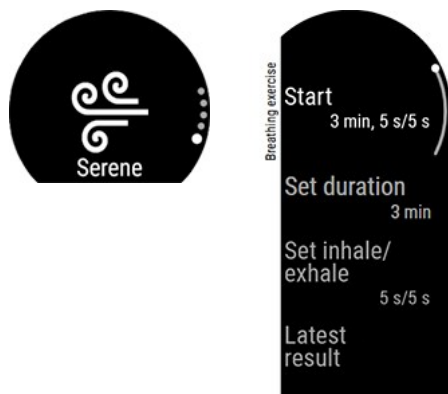 Serene
Breathing exercise
Start
3 min, 5 s/5 s
Set duration
3 min
Set inhale/
exhale
5 s/5 s
Latest
result